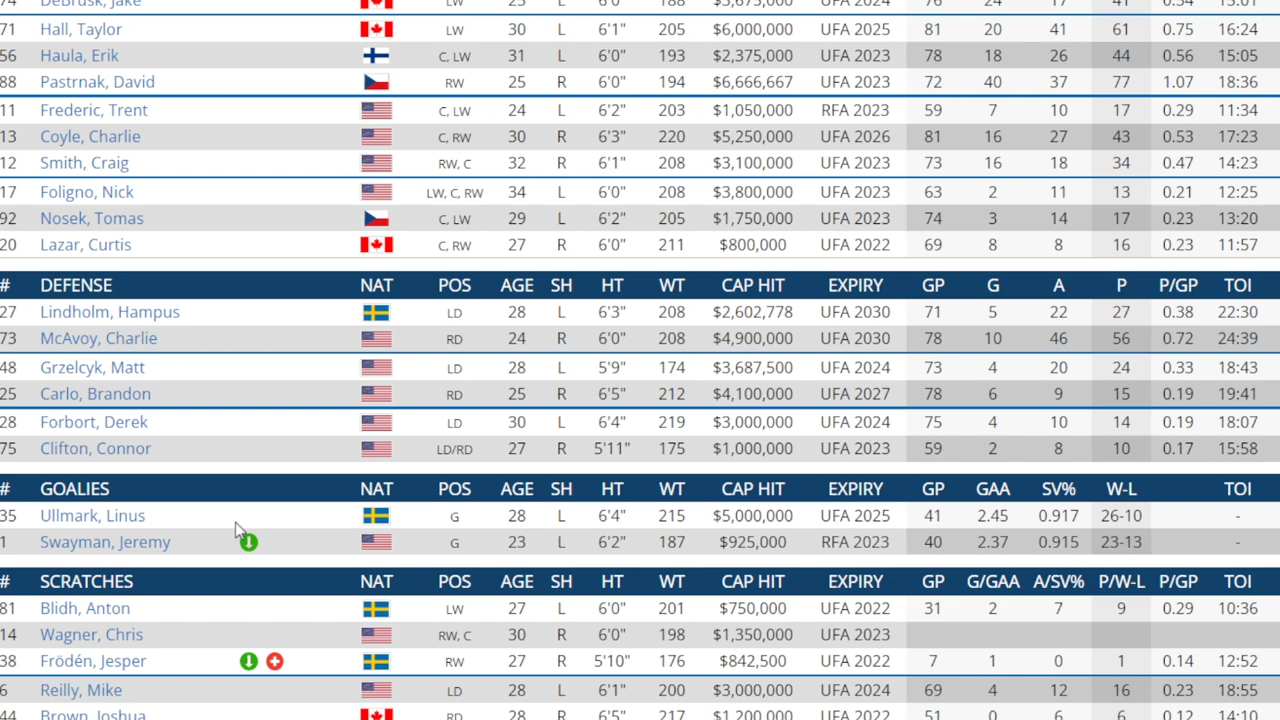 74 DeBrusk, Jake LW 25 L 6'0" 188 $3,675,000 UFA 2024 76 24 17 41 0.54 15:01
71 Hall, Taylor LW 30 L 6'1" 205 $6,000,000 UFA 2025 81 20 41 61 0.75 16:24
56 Haula, Erik C, LW 31 L 6'0" 193 $2,375,000 UFA 2023 78 18 26 44 0.56 15:05
88 Pastrnak, David RW 25 R 6'0" 194 $6,666,667 UFA 2023 72 40 37 77 1.07 18:36
11 Frederic, Trent C, LW 24 L 6'2" 203 $1,050,000 RFA 2023 59 7 10 17 0.29 11:34
13 Coyle, Charlie C, RW 30 R 6'3" 220 $5,250,000 UFA 2026 81 16 27 43 0.53 17:23
12 Smith, Craig RW, C 32 R 6'1" 208 $3,100,000 UFA 2023 73 16 18 34 0.47 14:23
17 Foligno, Nick LW, C, RW 34 L 6'0" 208 $3,800,000 UFA 2023 63 2 11 13 0.21 12:25
92 Nosek, Tomas C, LW 29 L 6'2" 205 $1,750,000 UFA 2023 74 3 14 17 0.23 13:20
20 Lazar, Curtis C, RW 27 R 6'0" 211 $800,000 UFA 2022 69 8 8 16 0.23 11:57
# DEFENSE NAT POS AGE SH HT WT CAP HIT EXPIRY GP G A P P/GP TOI
27 Lindholm, Hampus LD 28 L 6'3" 208 $2,602,778 UFA 2030 71 5 22 27 0.38 22:30
73 McAvoy, Charlie RD 24 R 6'0" 208 $4,900,000 UFA 2030 78 10 46 56 0.72 24:39
48 Grzelcyk, Matt LD 28 L 5'9" 174 $3,687,500 UFA 2024 73 4 20 24 0.33 18:43
25 Carlo, Brandon RD 25 R 6'5" 212 $4,100,000 UFA 2027 78 6 9 15 0.19 19:41
28 Forbort, Derek LD 30 L 6'4" 219 $3,000,000 UFA 2024 75 4 10 14 0.19 18:07
75 Clifton, Connor LD/RD 27 R 5'11" 175 $1,000,000 UFA 2023 59 2 8 10 0.17 15:58
# GOALIES NAT POS AGE SH HT WT CAP HIT EXPIRY GP GAA SV% W-L TOI
35 Ullmark, Linus G 28 L 6'4" 215 $5,000,000 UFA 2025 41 2.45 0.917 26-10 -
1 Swayman, Jeremy G 23 L 6'2" 187 $925,000 RFA 2023 40 2.37 0.915 23-13 -
# SCRATCHES NAT POS AGE SH HT WT CAP HIT EXPIRY GP G/GAA A/SV% P/W-L P/GP TOI
81 Blidh, Anton LW 27 L 6'0" 201 $750,000 UFA 2022 31 2 7 9 0.29 10:36
14 Wagner, Chris RW, C 30 R 6'0" 198 $1,350,000 UFA 2023
38 Frödén, Jesper RW 27 R 5'10" 176 $842,500 UFA 2022 7 1 0 1 0.14 12:52
6 Reilly, Mike LD 28 L 6'1" 200 $3,000,000 UFA 2024 69 4 12 16 0.23 18:55
44 Brown, Joshua RD 28 R 6'5" 217 $1,200,000 UFA 2022 51 0 6 6 0.12 14:10